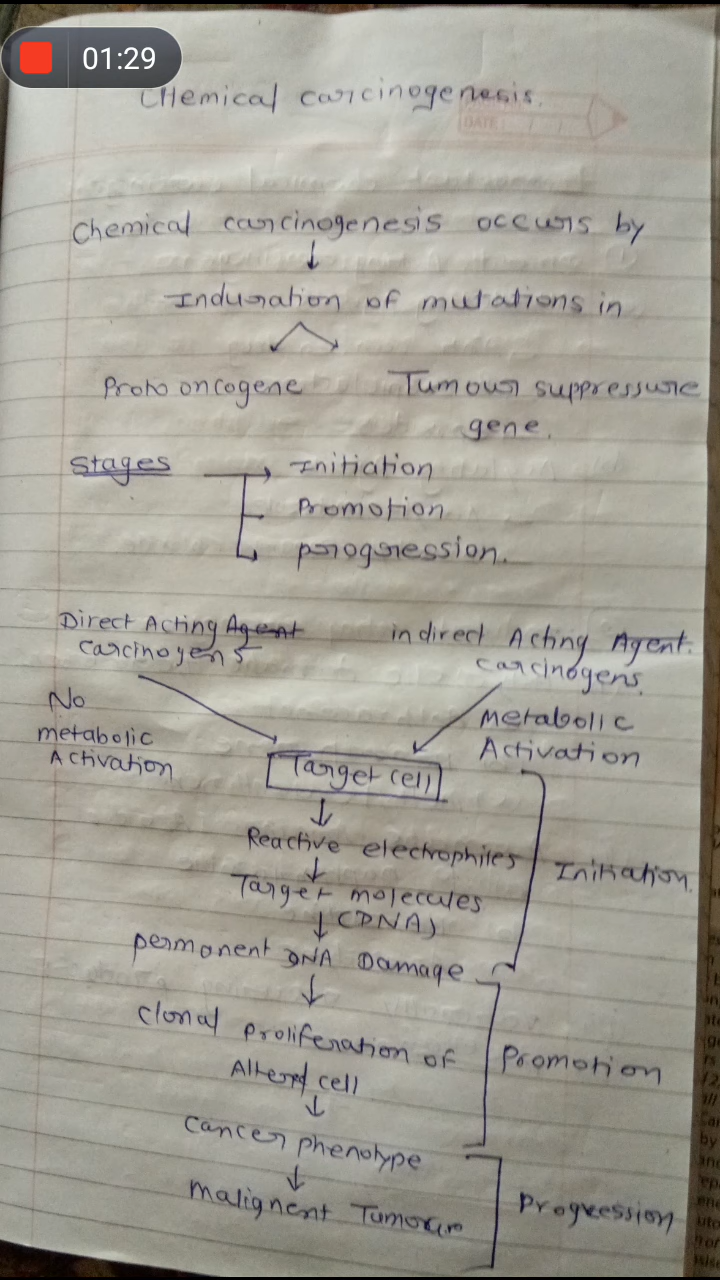 01:29
Chemical carcinogenesis.
DATE
Chemical carcinogenesis occurs by
↓
Induration of mutations in
Proto oncogene Tumour suppressure
gene.
Stages → Initiation
Promotion
progression.
Direct Acting Agent indirect Acting Agent.
carcinogens carcinogens.
No
metabolic
Activation
Metabolic
Activation
Target cell
↓
Reactive electrophiles
↓
Initiation.
Target molecules
↓ (DNA)
permanent DNA Damage
↓
clonal proliferation of
Altered cell
Promotion
↓
cancer phenotype
↓
malignent Tumour
Progression